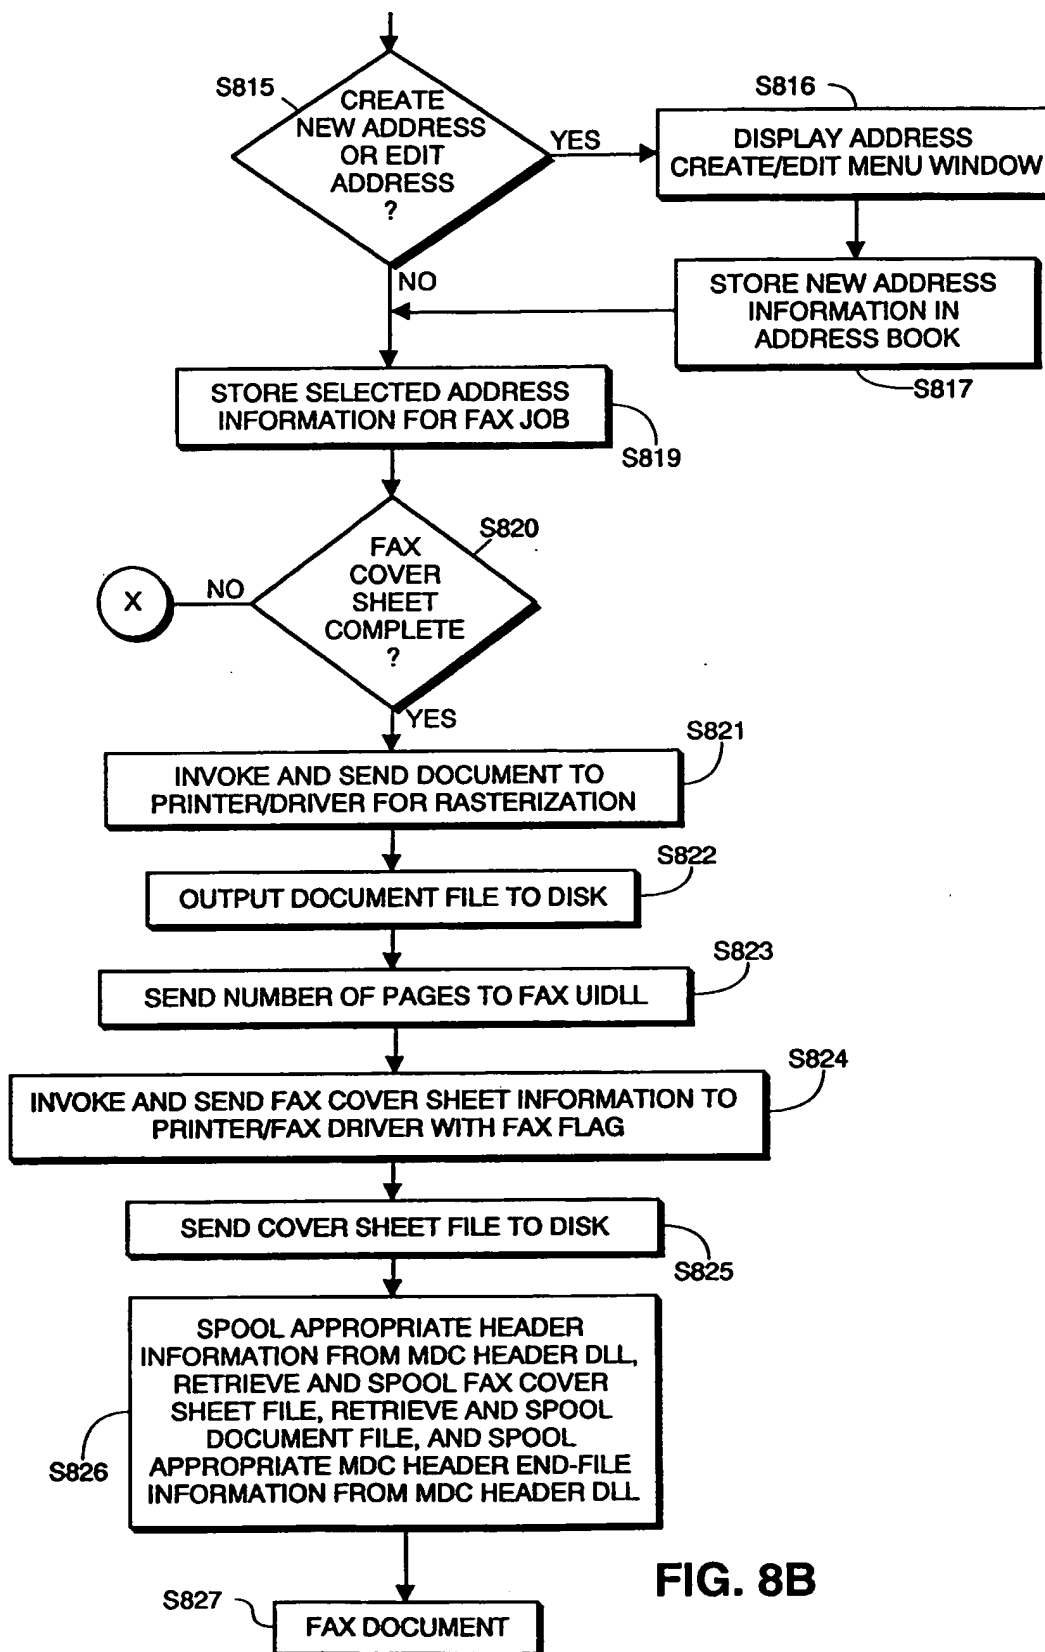 S815
CREATE
NEW ADDRESS
OR EDIT
ADDRESS
?
YES
S816
DISPLAY ADDRESS
CREATE/EDIT MENU WINDOW
NO
STORE NEW ADDRESS
INFORMATION IN
ADDRESS BOOK
S817
STORE SELECTED ADDRESS
INFORMATION FOR FAX JOB
S819
S820
FAX
COVER
SHEET
COMPLETE
?
NO
X
YES
S821
INVOKE AND SEND DOCUMENT TO
PRINTER/DRIVER FOR RASTERIZATION
S822
OUTPUT DOCUMENT FILE TO DISK
S823
SEND NUMBER OF PAGES TO FAX UIDLL
S824
INVOKE AND SEND FAX COVER SHEET INFORMATION TO
PRINTER/FAX DRIVER WITH FAX FLAG
SEND COVER SHEET FILE TO DISK
S825
SPOOL APPROPRIATE HEADER
INFORMATION FROM MDC HEADER DLL,
RETRIEVE AND SPOOL FAX COVER
SHEET FILE, RETRIEVE AND SPOOL
DOCUMENT FILE, AND SPOOL
APPROPRIATE MDC HEADER END-FILE
INFORMATION FROM MDC HEADER DLL
S826
FIG. 8B
S827
FAX DOCUMENT